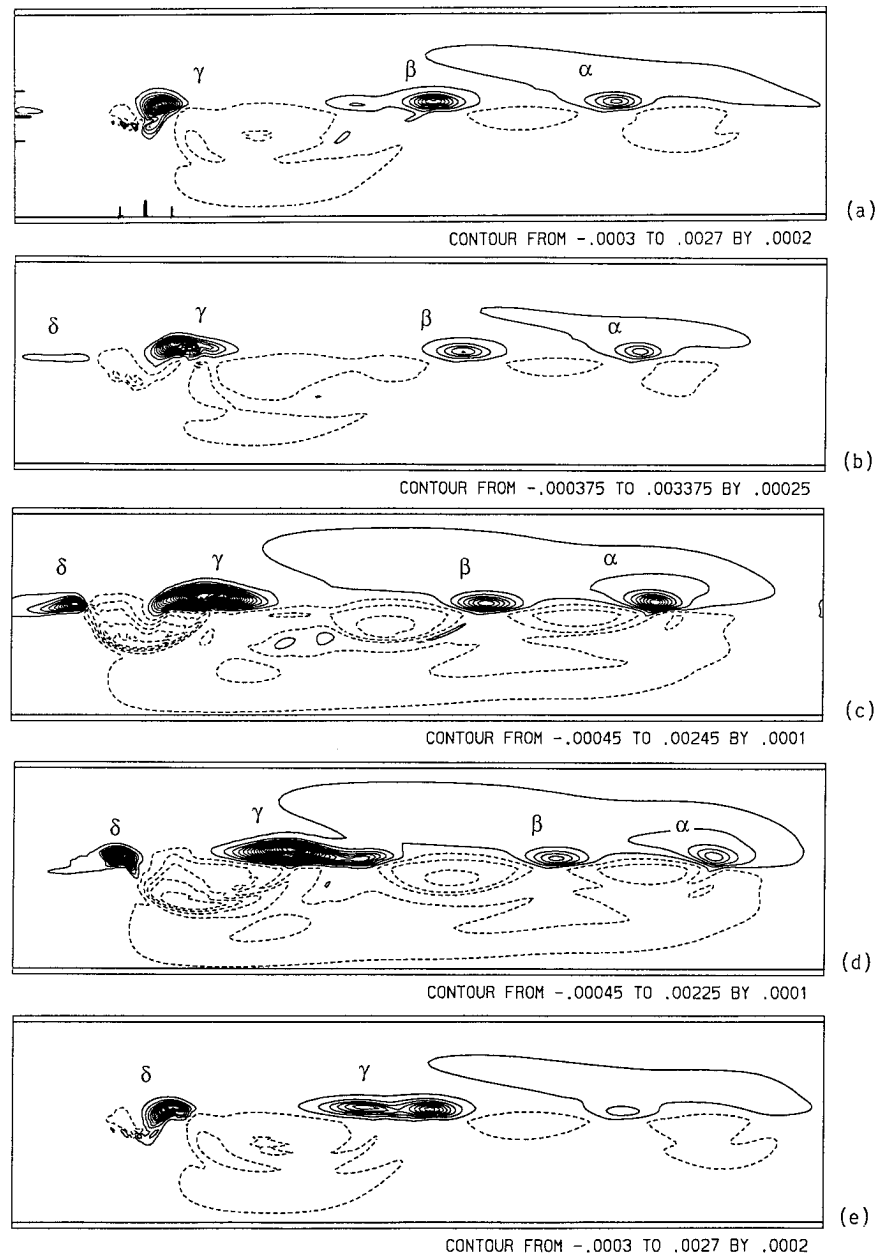 γ β α
(a)
CONTOUR FROM -.0003 TO .0027 BY .0002
δ γ β α
(b)
CONTOUR FROM -.000375 TO .003375 BY .00025
δ γ β α
(c)
CONTOUR FROM -.00045 TO .00245 BY .0001
δ γ β α
(d)
CONTOUR FROM -.00045 TO .00225 BY .0001
δ γ
(e)
CONTOUR FROM -.0003 TO .0027 BY .0002